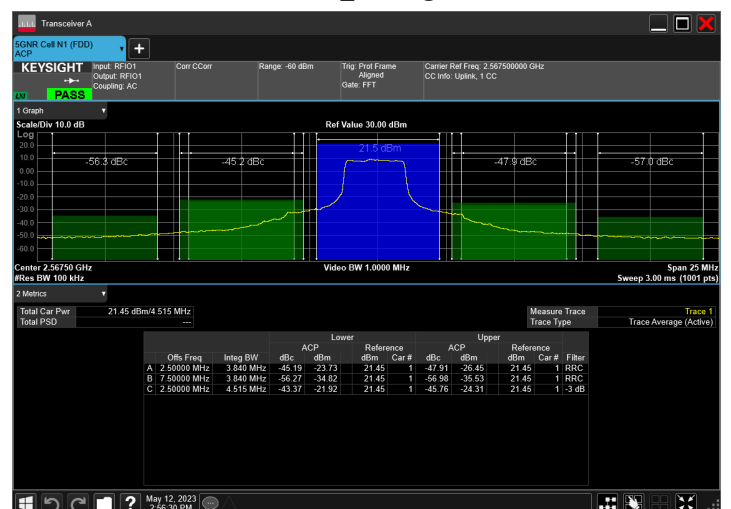 Transceiver A
5GNR Cell N1 (FDD)
ACP
KEYSIGHT
LXI
PASS
Input: RFIO1
Output: RFIO1
Coupling: AC
Corr CCorr
Range: -60 dBm
Trig: Prot Frame
Aligned
Gate: FFT
Carrier Ref Freq: 2.567500000 GHz
CC Info: Uplink, 1 CC
1 Graph
Scale/Div 10.0 dB
Ref Value 30.00 dBm
Log
20.0
10.0
0.00
-10.0
-20.0
-30.0
-40.0
-50.0
-60.0
-56.3 dBc
-45.2 dBc
21.5 dBm
-47.9 dBc
-57.0 dBc
Center 2.56750 GHz
Video BW 1.0000 MHz
Span 25 MHz
#Res BW 100 kHz
Sweep 3.00 ms (1001 pts)
2 Metrics
Total Car Pwr 21.45 dBm/4.515 MHz
Total PSD ---
Measure Trace Trace 1
Trace Type Trace Average (Active)
Lower Upper
ACP Reference ACP Reference
Offs Freq Integ BW dBc dBm dBm Car # dBc dBm dBm Car # Filter
A 2.50000 MHz 3.840 MHz -45.19 -23.73 21.45 1 -47.91 -26.45 21.45 1 RRC
B 7.50000 MHz 3.840 MHz -56.27 -34.82 21.45 1 -56.98 -35.53 21.45 1 RRC
C 2.50000 MHz 4.515 MHz -43.37 -21.92 21.45 1 -45.76 -24.31 21.45 1 -3 dB
?
May 12, 2023
2:56:30 PM